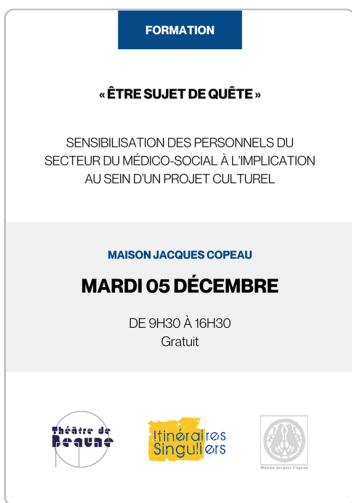 FORMATION
« ÊTRE SUJET DE QUÊTE »
SENSIBILISATION DES PERSONNELS DU
SECTEUR DU MÉDICO-SOCIAL À L'IMPLICATION
AU SEIN D'UN PROJET CULTUREL
MAISON JACQUES COPEAU
MARDI 05 DÉCEMBRE
DE 9H30 À 16H30
Gratuit
Théâtre de
Beaune
Itinéraires
Singuliers
Maison Jacques Copeau